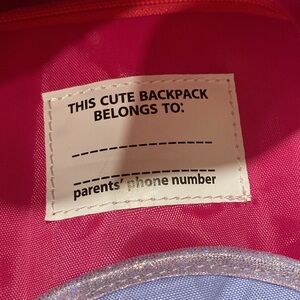 THIS CUTE BACKPACK
BELONGS TO:
parents' phone number